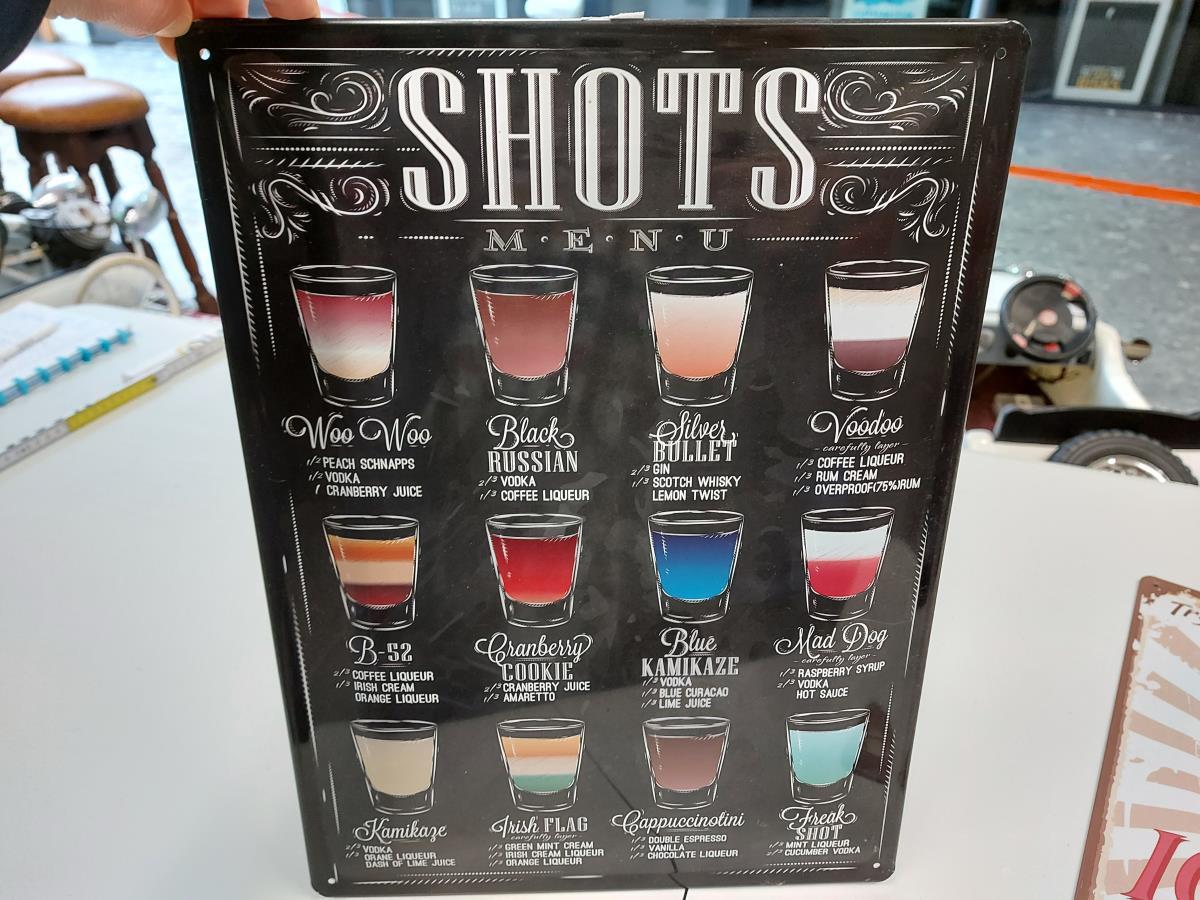 SHOTS
M·E·N·U
Woo Woo
1/2 PEACH SCHNAPPS
1/2 VODKA
1 CRANBERRY JUICE
Black
RUSSIAN
2/3 VODKA
1/3 COFFEE LIQUEUR
Silver
BULLET
2/3 GIN
1/3 SCOTCH WHISKY
LEMON TWIST
Voodoo
carefully layer
1/3 COFFEE LIQUEUR
1/3 RUM CREAM
1/3 OVERPROOF(75%)RUM
B-52
2/3 COFFEE LIQUEUR
1/3 IRISH CREAM
ORANGE LIQUEUR
Cranberry
COOKIE
2/3 CRANBERRY JUICE
1/3 AMARETTO
Blue
KAMIKAZE
1/3 VODKA
1/3 BLUE CURACAO
1/3 LIME JUICE
Mad Dog
carefully layer
1/3 RASPBERRY SYRUP
2/3 VODKA
HOT SAUCE
Kamikaze
2/3 VODKA
1/3 ORANE LIQUEUR
DASH OF LIME JUICE
Irish FLAG
carefully layer
1/3 GREEN MINT CREAM
1/3 IRISH CREAM LIQUEUR
1/3 ORANGE LIQUEUR
Cappuccinotini
1/3 DOUBLE ESPRESSO
1/3 VANILLA
1/3 CHOCOLATE LIQUEUR
Freak
SHOT
1/3 MINT LIQUEUR
2/3 CUCUMBER VODKA